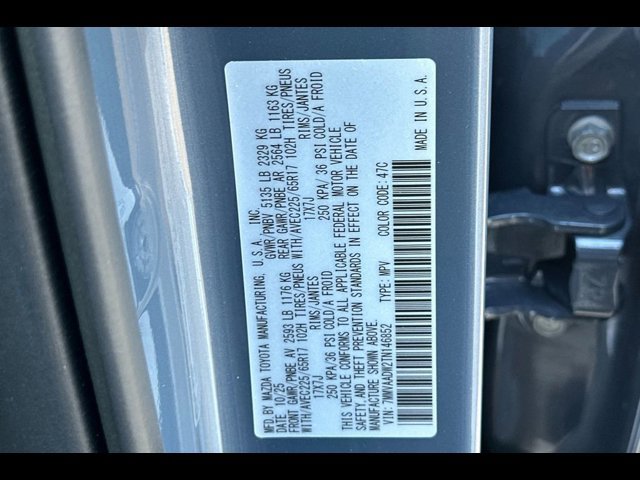 MFD BY MAZDA TOYOTA MANUFACTURING, U.S.A. INC.
DATE: 10/25 GVWR/PNBV 5135 LB 2329 KG
FRONT GAWR/PNBE AV 2593 LB 1176 KG REAR GAWR/PNBE AR 2564 LB 1163 KG
WITH/AVEC225/65R17 102H TIRES/PNEUS WITH/AVEC225/65R17 102H TIRES/PNEUS
17X7J RIMS/JANTES 17X7J RIMS/JANTES
250 KPA/36 PSI COLD/A FROID 250 KPA/36 PSI COLD/A FROID
THIS VEHICLE CONFORMS TO ALL APPLICABLE FEDERAL MOTOR VEHICLE
SAFETY AND THEFT PREVENTION STANDARDS IN EFFECT ON THE DATE OF
MANUFACTURE SHOWN ABOVE.
VIN: 7MMVAADW2TN146852 TYPE: MPV COLOR CODE: 47C
MADE IN U.S.A.